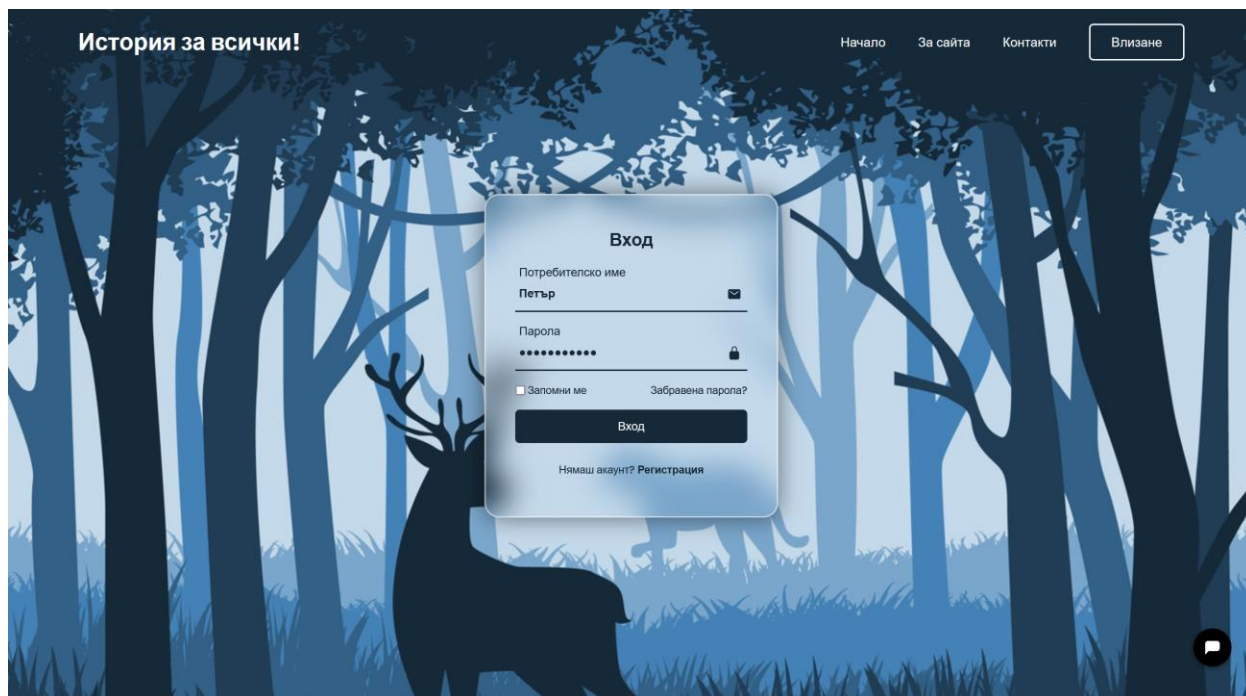 История за всички!
Начало За сайта Контакти Влизане
Вход
Потребителско име
Петър
Парола
•••••••••••
Запомни ме Забравена парола?
Вход
Нямаш акаунт? Регистрация